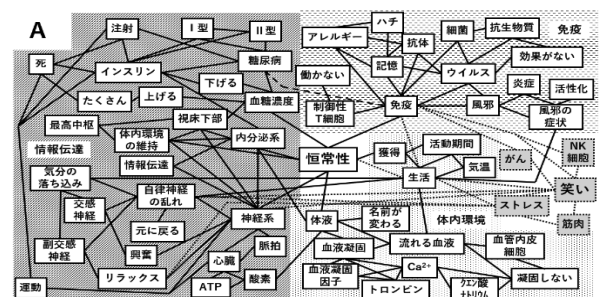 A
注射
Ⅰ型
Ⅱ型
ハチ
細菌
抗生物質
免疫
アレルギー
抗体
効果がない
死
インスリン
糖尿病
記憶
ウイルス
働かない
炎症
活性化
下げる
たくさん
上げる
血糖濃度
制御性
T細胞
免疫
風邪
風邪の
症状
最高中枢
視床下部
体内環境
の維持
内分泌系
情報伝達
情報伝達
恒常性
獲得
活動期間
気温
がん
NK
細胞
気分の
落ち込み
自律神経
の乱れ
生活
笑い
ストレス
交感
神経
神経系
体液
名前が
変わる
体内環境
筋肉
元に戻る
副交感
神経
興奮
脈拍
血液凝固
流れる血液
血管内皮
細胞
心臓
リラックス
酸素
血液凝固
因子
Ca²⁺
凝固しない
運動
ATP
トロンビン
クエン酸
ナトリウム